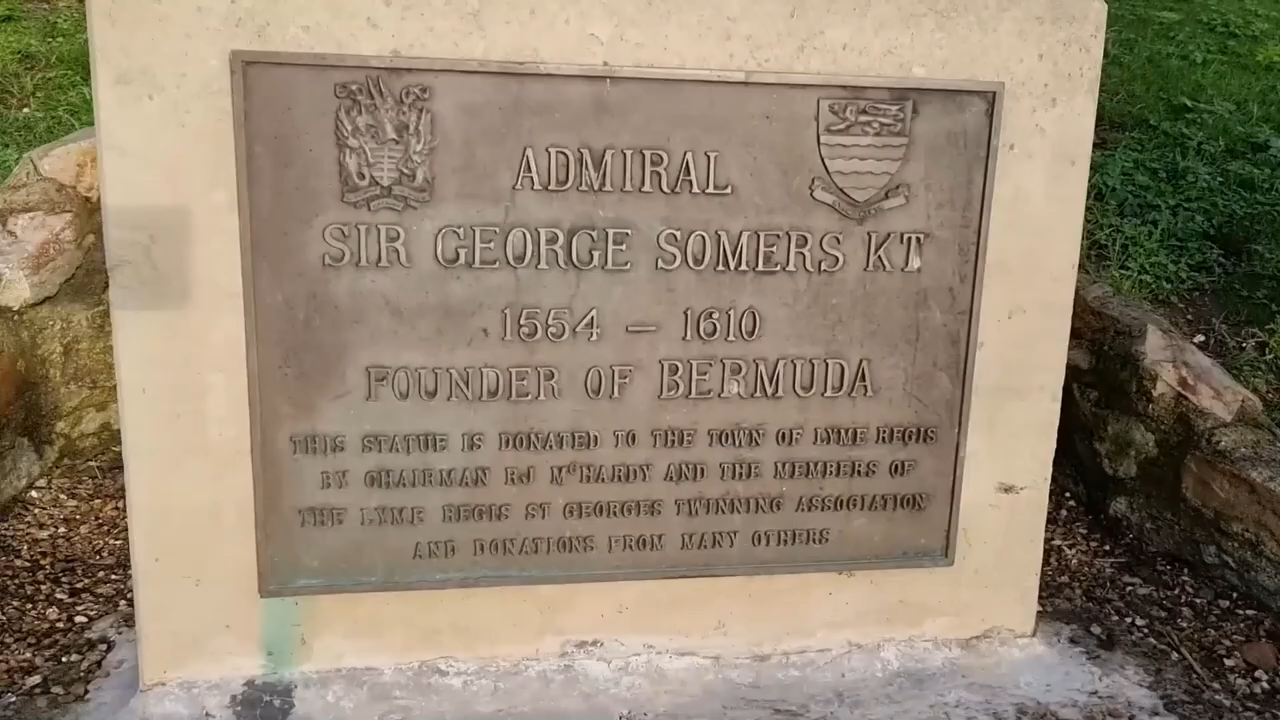 ADMIRAL
SIR GEORGE SOMERS KT
1554 – 1610
FOUNDER OF BERMUDA
THIS STATUE IS DONATED TO THE TOWN OF LYME REGIS
BY CHAIRMAN RJ McHARDY AND THE MEMBERS OF
THE LYME REGIS ST GEORGES TWINNING ASSOCIATION
AND DONATIONS FROM MANY OTHERS